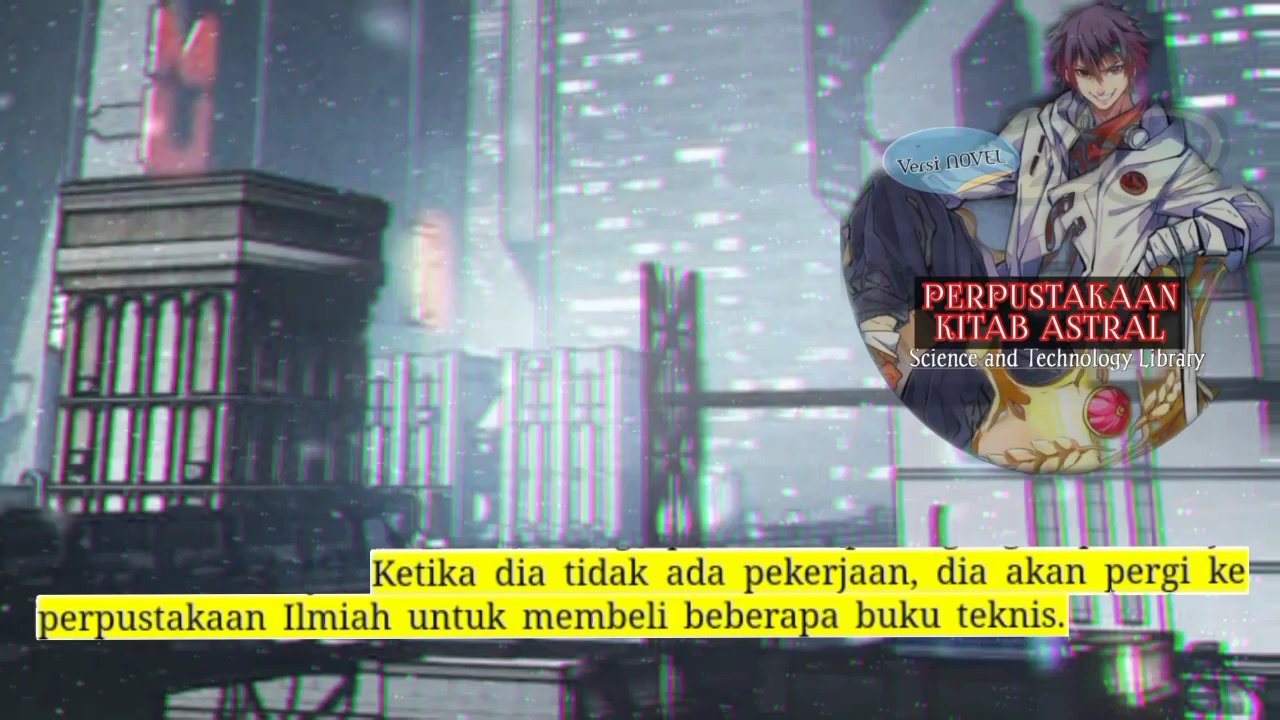 Versi NOVEL
PERPUSTAKAAN
KITAB ASTRAL
Science and Technology Library
Ketika dia tidak ada pekerjaan, dia akan pergi ke
perpustakaan Ilmiah untuk membeli beberapa buku teknis.